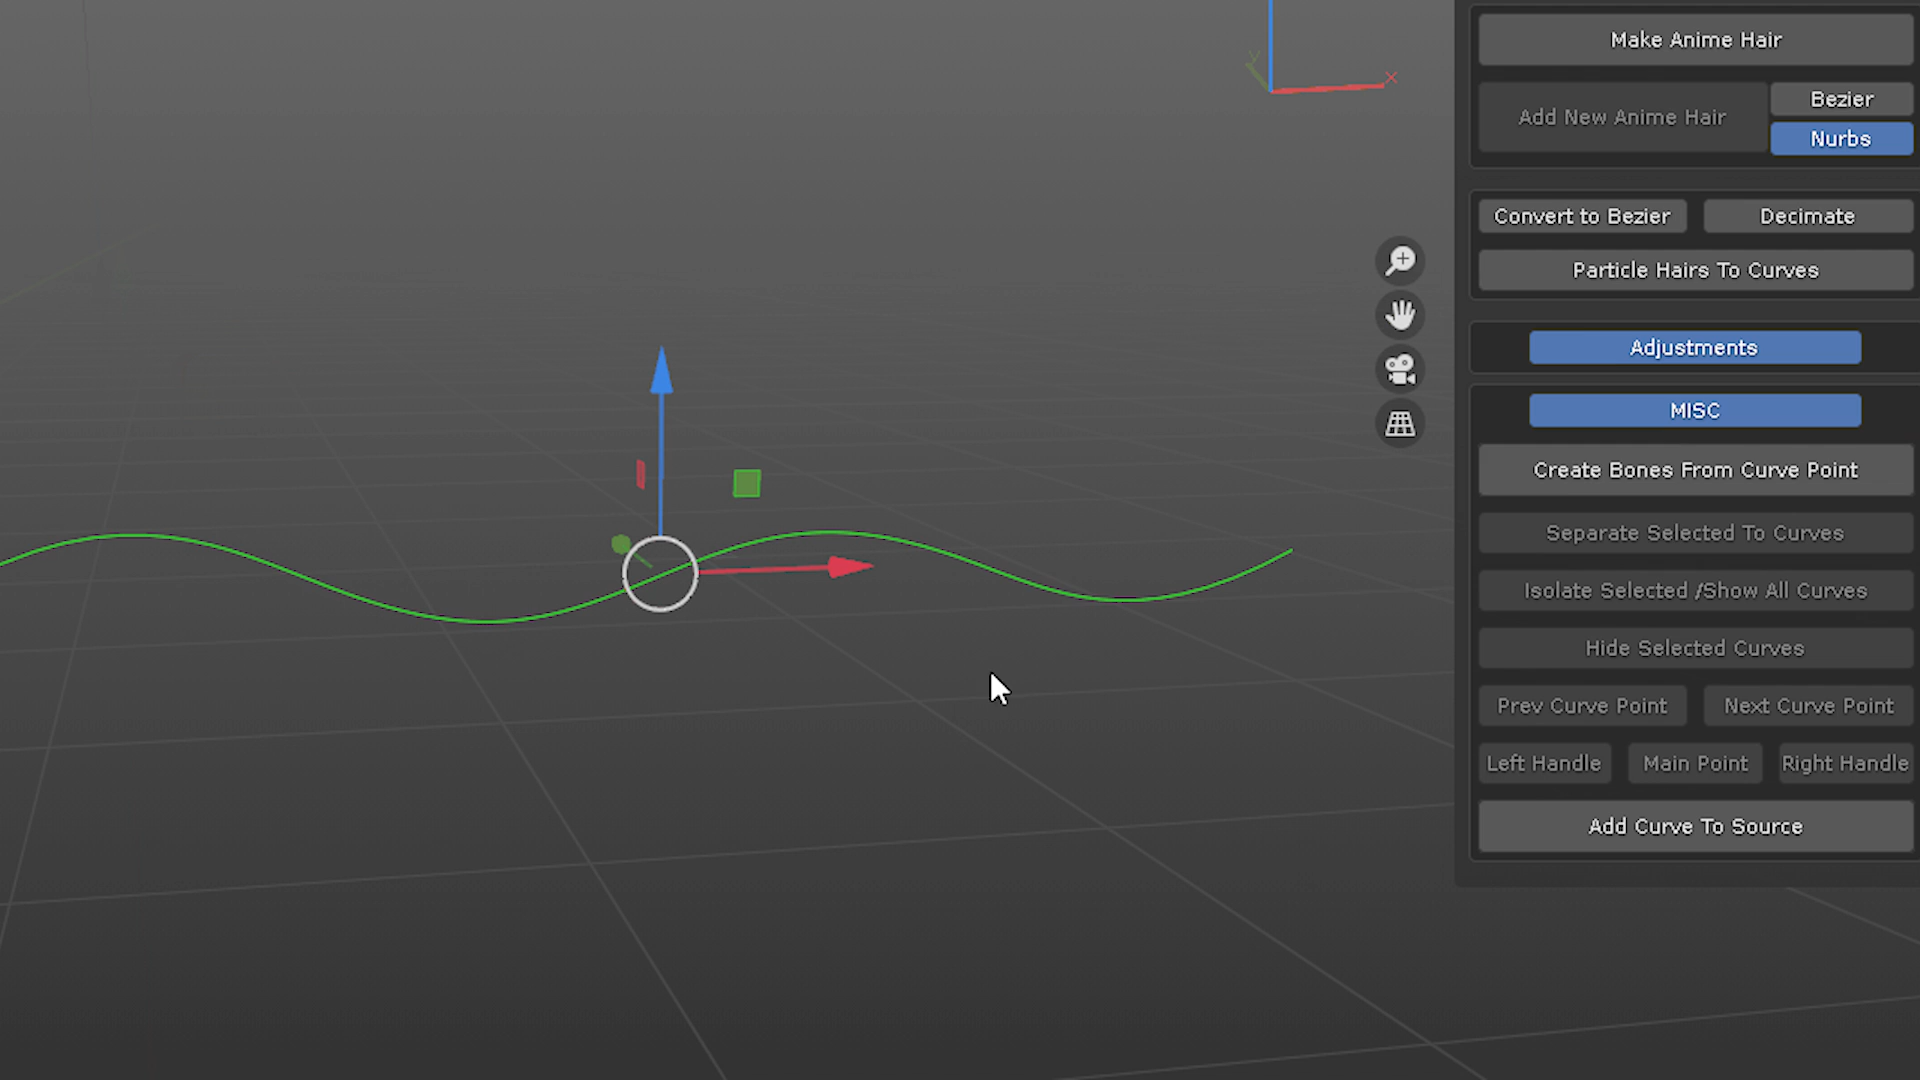 Make Anime Hair
Add New Anime Hair
Bezier
Nurbs
Convert to Bezier
Decimate
Particle Hairs To Curves
Adjustments
MISC
Create Bones From Curve Point
Separate Selected To Curves
Isolate Selected /Show All Curves
Hide Selected Curves
Prev Curve Point
Next Curve Point
Left Handle
Main Point
Right Handle
Add Curve To Source
Y
X